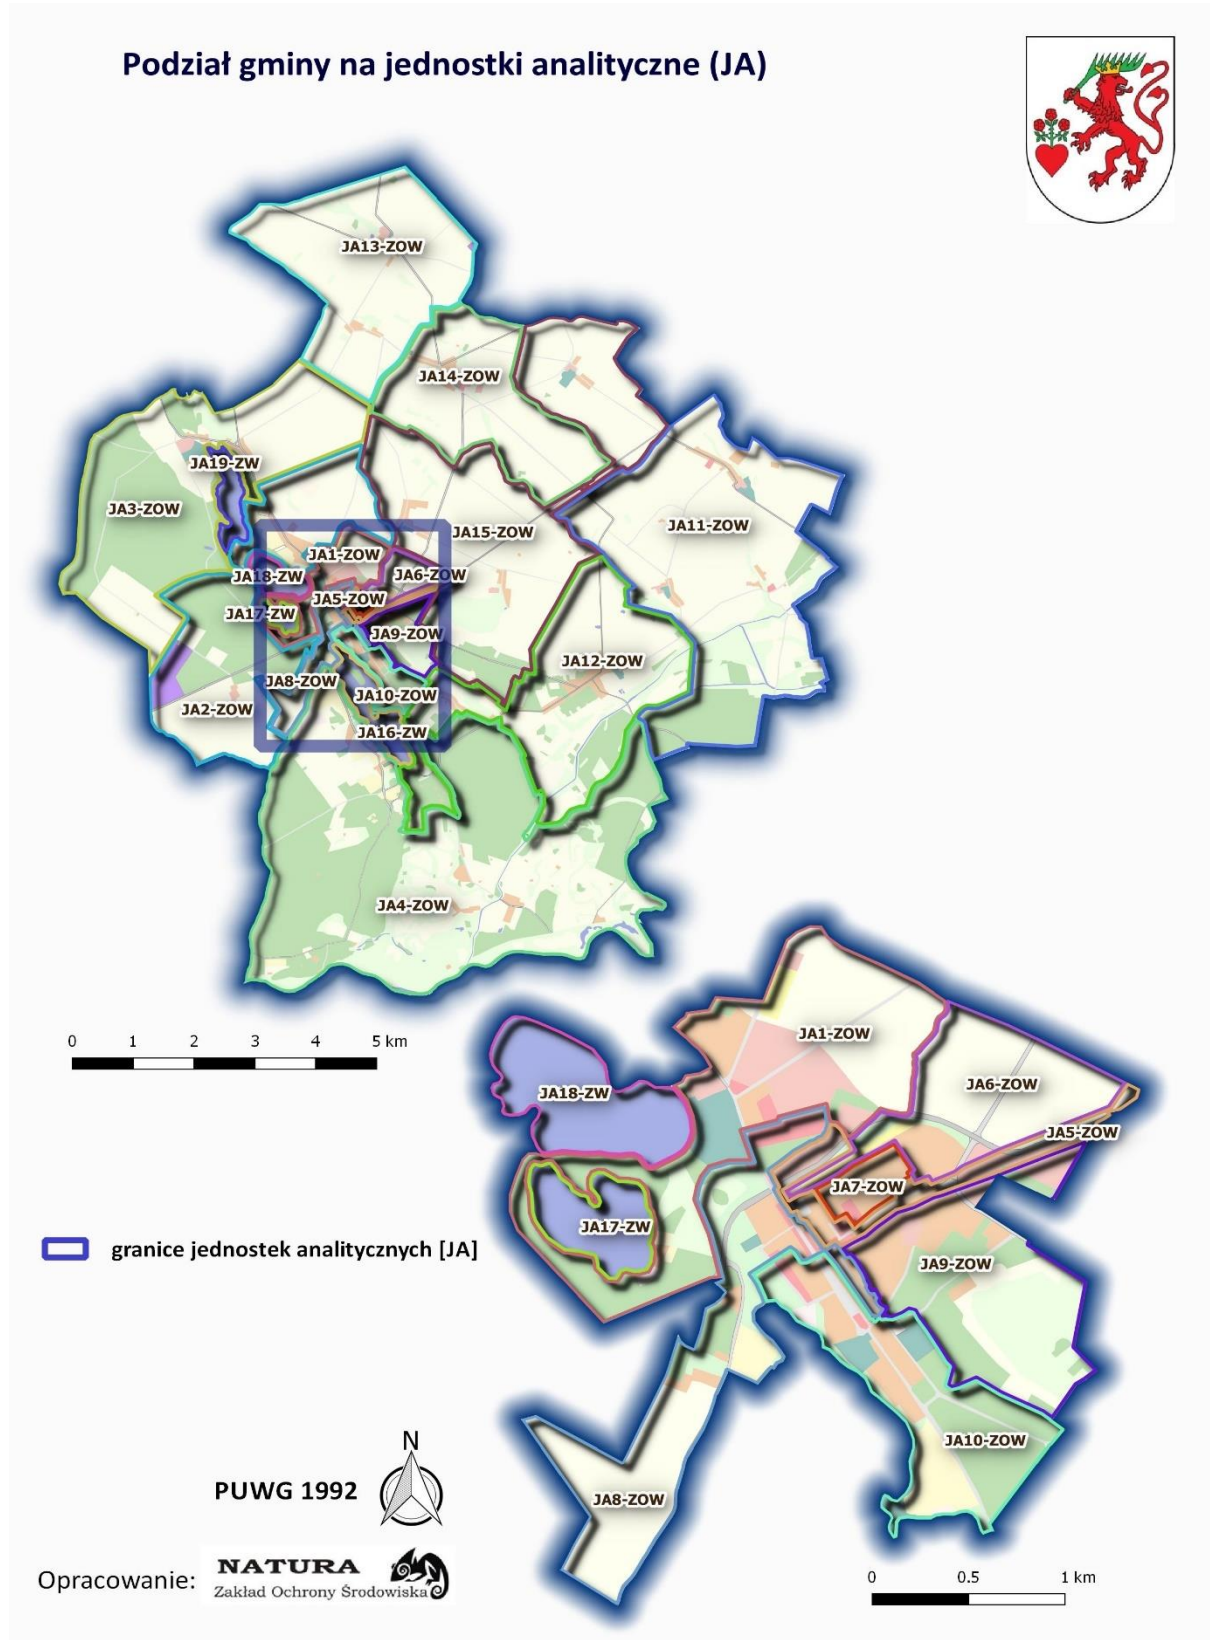 Podział gminy na jednostki analityczne (JA)
JA13-ZOW
JA14-ZOW
JA19-ZW
JA3-ZOW
JA11-ZOW
JA15-ZOW
JA1-ZOW
JA18-ZW
JA6-ZOW
JA5-ZOW
JA17-ZW
JA9-ZOW
JA12-ZOW
JA8-ZOW
JA10-ZOW
JA2-ZOW
JA16-ZW
JA4-ZOW
0 1 2 3 4 5 km
JA1-ZOW
JA18-ZW
JA6-ZOW
JA5-ZOW
JA7-ZOW
JA17-ZW
granice jednostek analitycznych [JA]
JA9-ZOW
JA10-ZOW
JA8-ZOW
N
PUWG 1992
Opracowanie:
NATURA
Zakład Ochrony Środowiska
0 0.5 1 km